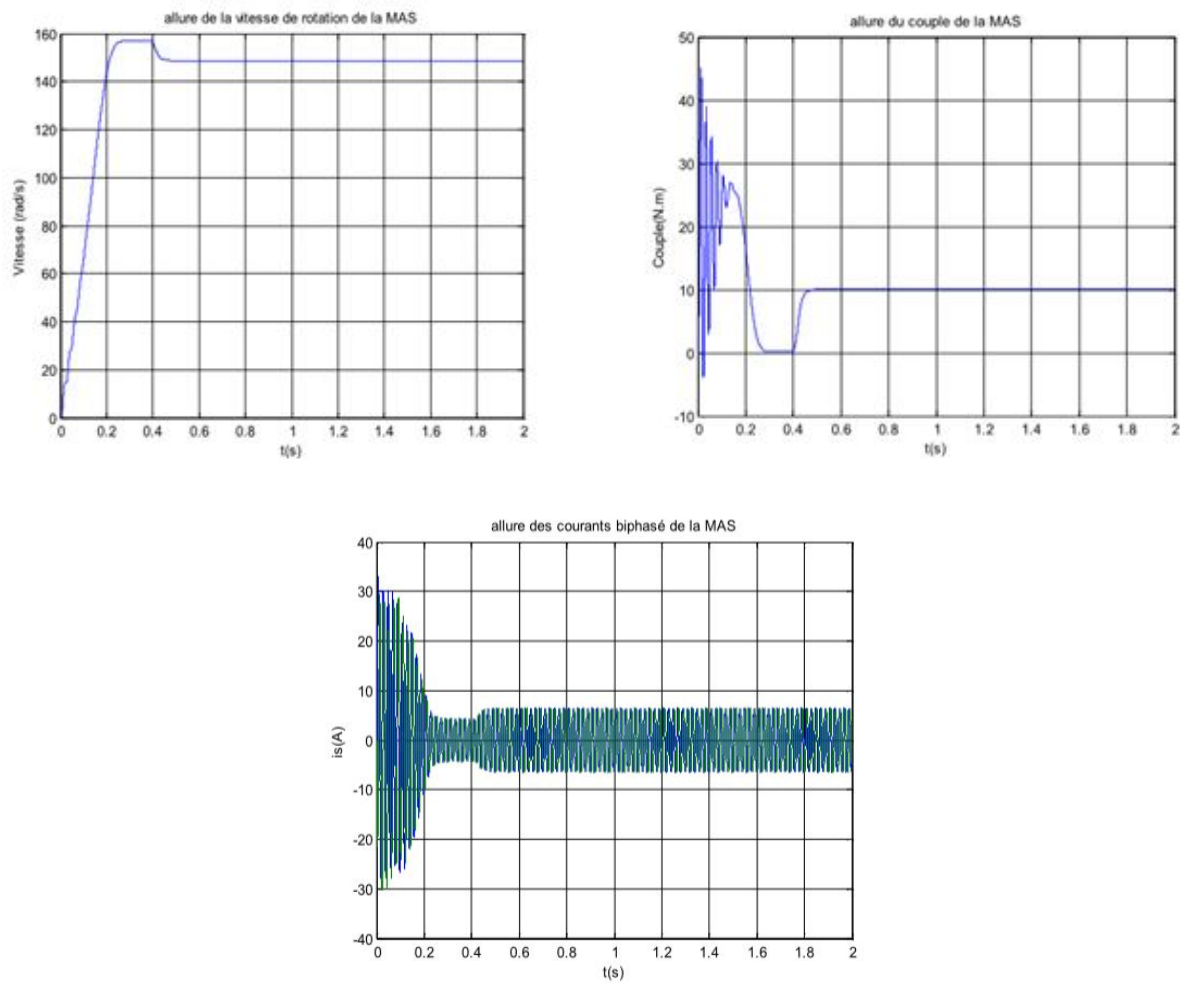 allure de la vitesse de rotation de la MAS
160
140
120
100
80
60
40
20
0
Vitesse (rad/s)
0 0.2 0.4 0.6 0.8 1 1.2 1.4 1.6 1.8 2
t(s)
allure du couple de la MAS
50
40
30
20
10
0
-10
Couple(N.m)
0 0.2 0.4 0.6 0.8 1 1.2 1.4 1.6 1.8 2
t(s)
allure des courants biphasé de la MAS
40
30
20
10
0
-10
-20
-30
-40
is(A)
0 0.2 0.4 0.6 0.8 1 1.2 1.4 1.6 1.8 2
t(s)